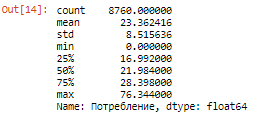 Out[14]: count 8760.000000
mean 23.362416
std 8.515636
min 0.000000
25% 16.992000
50% 21.984000
75% 28.398000
max 76.344000
Name: Потребление, dtype: float64